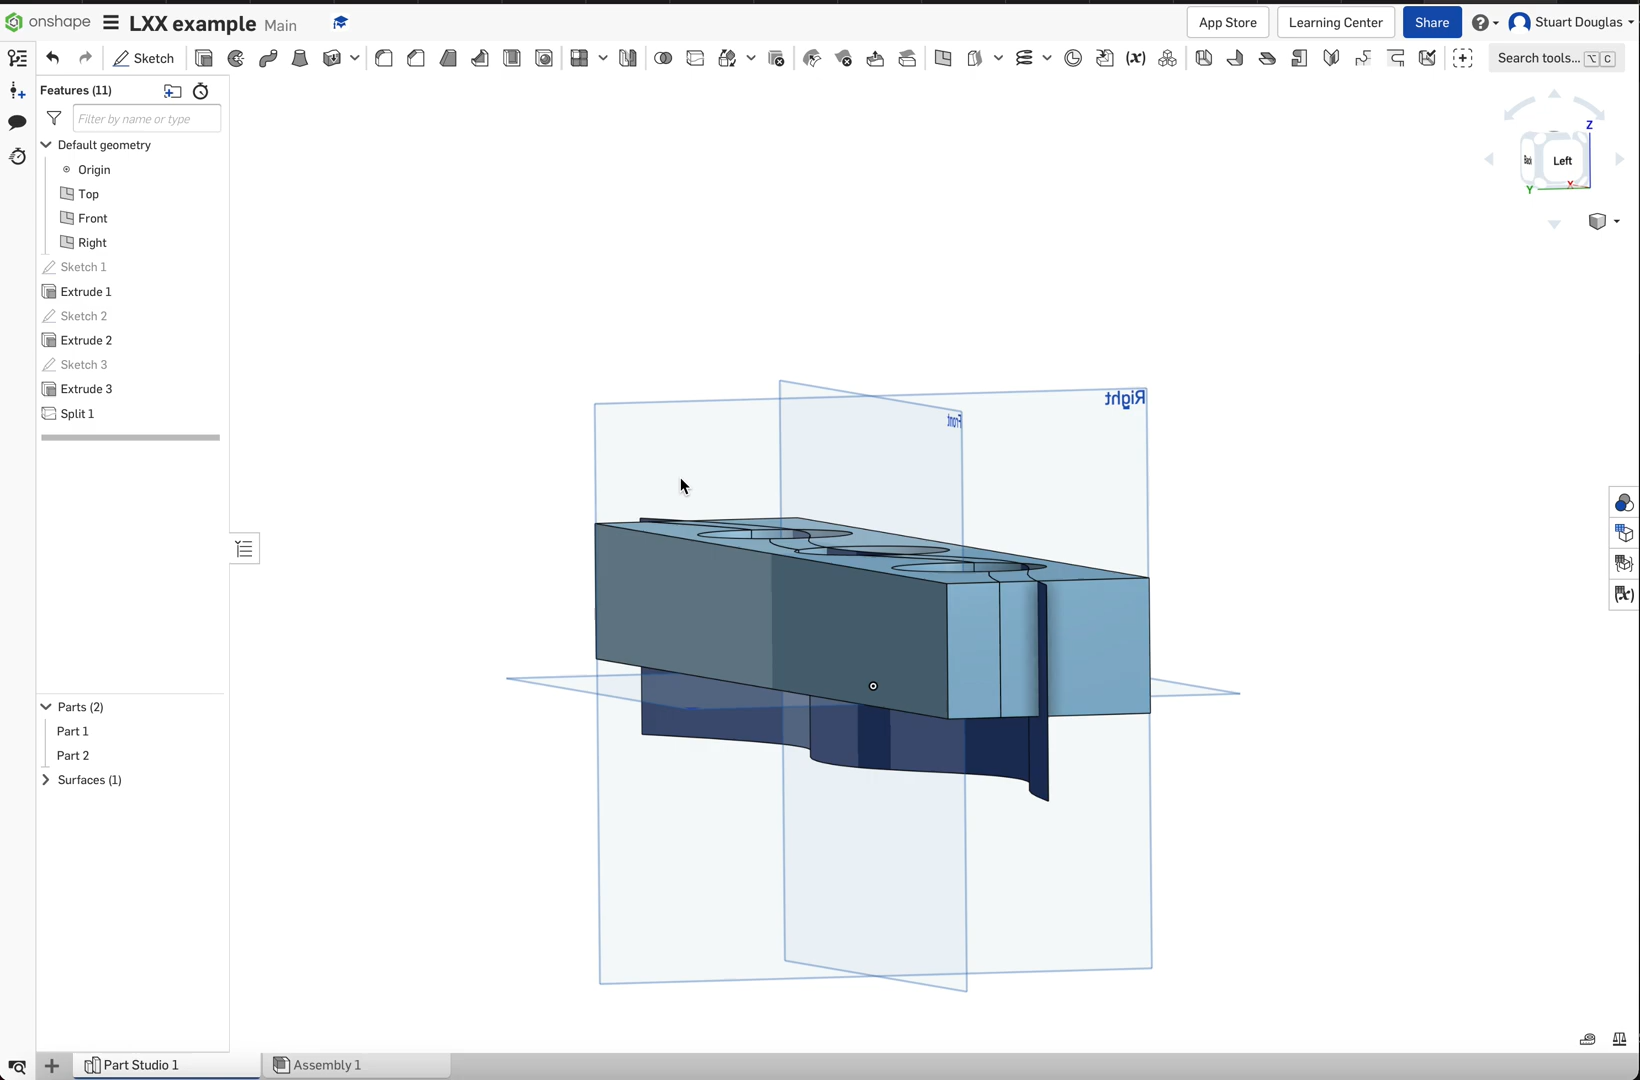 onshape
LXX example Main
App Store
Learning Center
Share
Stuart Douglas
Sketch
(x)
Search tools... ⌥ C
Features (11)
Filter by name or type
Default geometry
Origin
Top
Front
Right
Sketch 1
Extrude 1
Sketch 2
Extrude 2
Sketch 3
Extrude 3
Split 1
Parts (2)
Part 1
Part 2
Surfaces (1)
Right
Front
Z
Back
Left
Y
X
(x)
Part Studio 1
Assembly 1